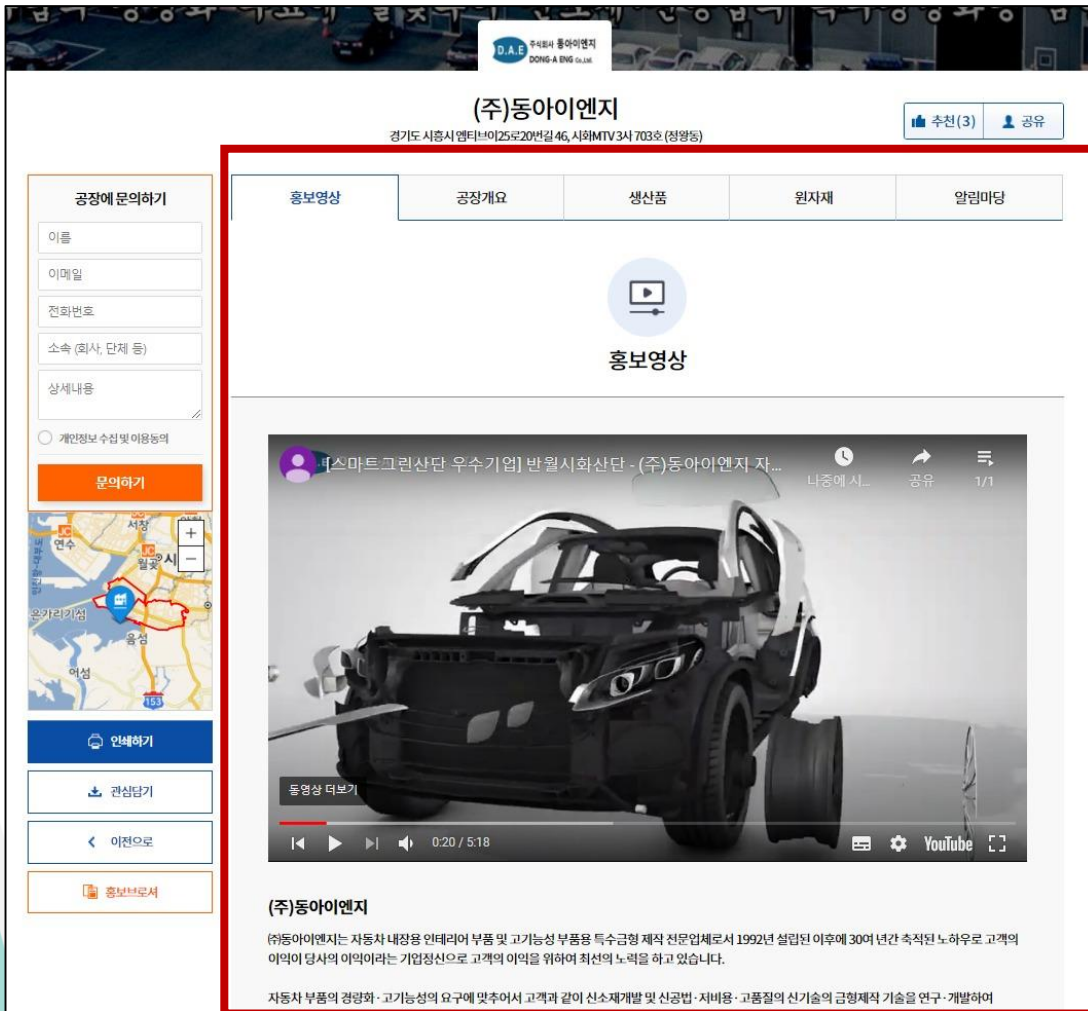 D.A.E 주식회사 동아이엔지
DONG-A ENG Co.,Ltd.
(주)동아이엔지
경기도 시흥시 엠티브이25로20번길 46, 시화MTV 3사 703호 (정왕동)
추천(3)
공유
공장에 문의하기
이름
이메일
전화번호
소속 (회사, 단체 등)
상세내용
개인정보 수집 및 이용동의
문의하기
서창
연수
월곶
시
온가리기섬
음섬
어섬
153
인쇄하기
관심담기
이전으로
홍보브로셔
홍보영상
공장개요
생산품
원자재
알림마당
홍보영상
[스마트그린산단 우수기업] 반월시화산단 - (주)동아이엔지 자...
나중에 시...
공유
1/1
동영상 더보기
0:20 / 5:18
YouTube
(주)동아이엔지
㈜동아이엔지는 자동차 내장용 인테리어 부품 및 고기능성 부품용 특수금형 제작 전문업체로서 1992년 설립된 이후에 30여 년간 축적된 노하우로 고객의
이익이 당사의 이익이라는 기업정신으로 고객의 이익을 위하여 최선의 노력을 하고 있습니다.
자동차 부품의 경량화 · 고기능성의 요구에 맞추어서 고객과 같이 신소재개발 및 신공법 · 저비용 · 고품질의 신기술의 금형제작 기술을 연구 · 개발하여